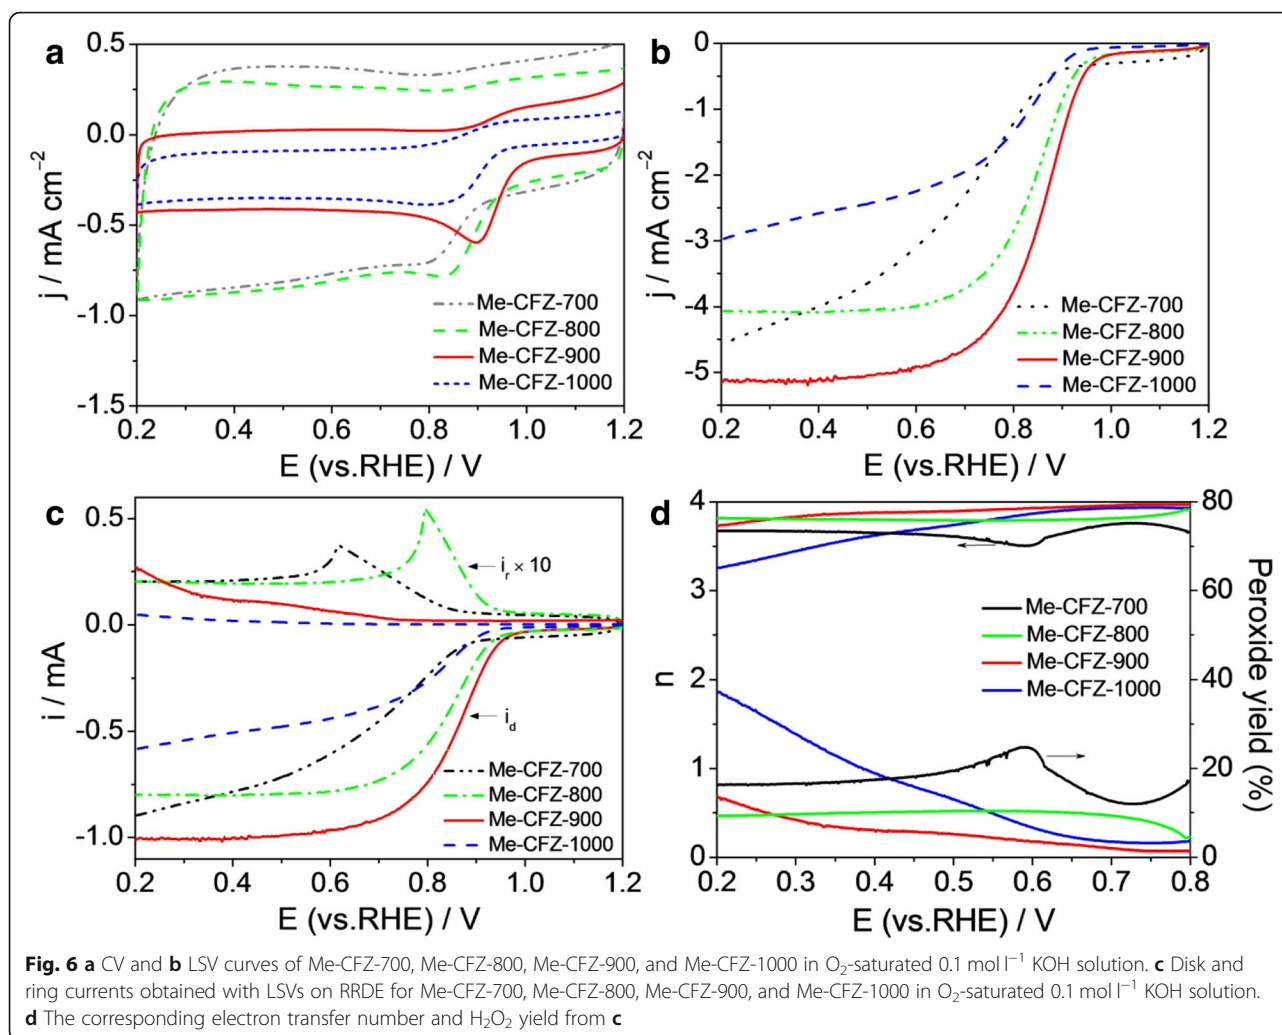 a
0.5
0.0
-0.5
-1.0
-1.5
j / mA cm⁻²
Me-CFZ-700
Me-CFZ-800
Me-CFZ-900
Me-CFZ-1000
0.2 0.4 0.6 0.8 1.0 1.2
E (vs.RHE) / V
b
0
-1
-2
-3
-4
-5
j / mA cm⁻²
Me-CFZ-700
Me-CFZ-800
Me-CFZ-900
Me-CFZ-1000
0.2 0.4 0.6 0.8 1.0 1.2
E (vs.RHE) / V
c
0.5
0.0
-0.5
-1.0
i / mA
iᵣ × 10
i_d
Me-CFZ-700
Me-CFZ-800
Me-CFZ-900
Me-CFZ-1000
0.2 0.4 0.6 0.8 1.0 1.2
E (vs.RHE) / V
d
4
3
2
1
0
n
80
60
40
20
0
Peroxide yield (%)
Me-CFZ-700
Me-CFZ-800
Me-CFZ-900
Me-CFZ-1000
0.2 0.3 0.4 0.5 0.6 0.7 0.8
E (vs.RHE) / V
Fig. 6 a CV and b LSV curves of Me-CFZ-700, Me-CFZ-800, Me-CFZ-900, and Me-CFZ-1000 in O₂-saturated 0.1 mol l⁻¹ KOH solution. c Disk and
ring currents obtained with LSVs on RRDE for Me-CFZ-700, Me-CFZ-800, Me-CFZ-900, and Me-CFZ-1000 in O₂-saturated 0.1 mol l⁻¹ KOH solution.
d The corresponding electron transfer number and H₂O₂ yield from c